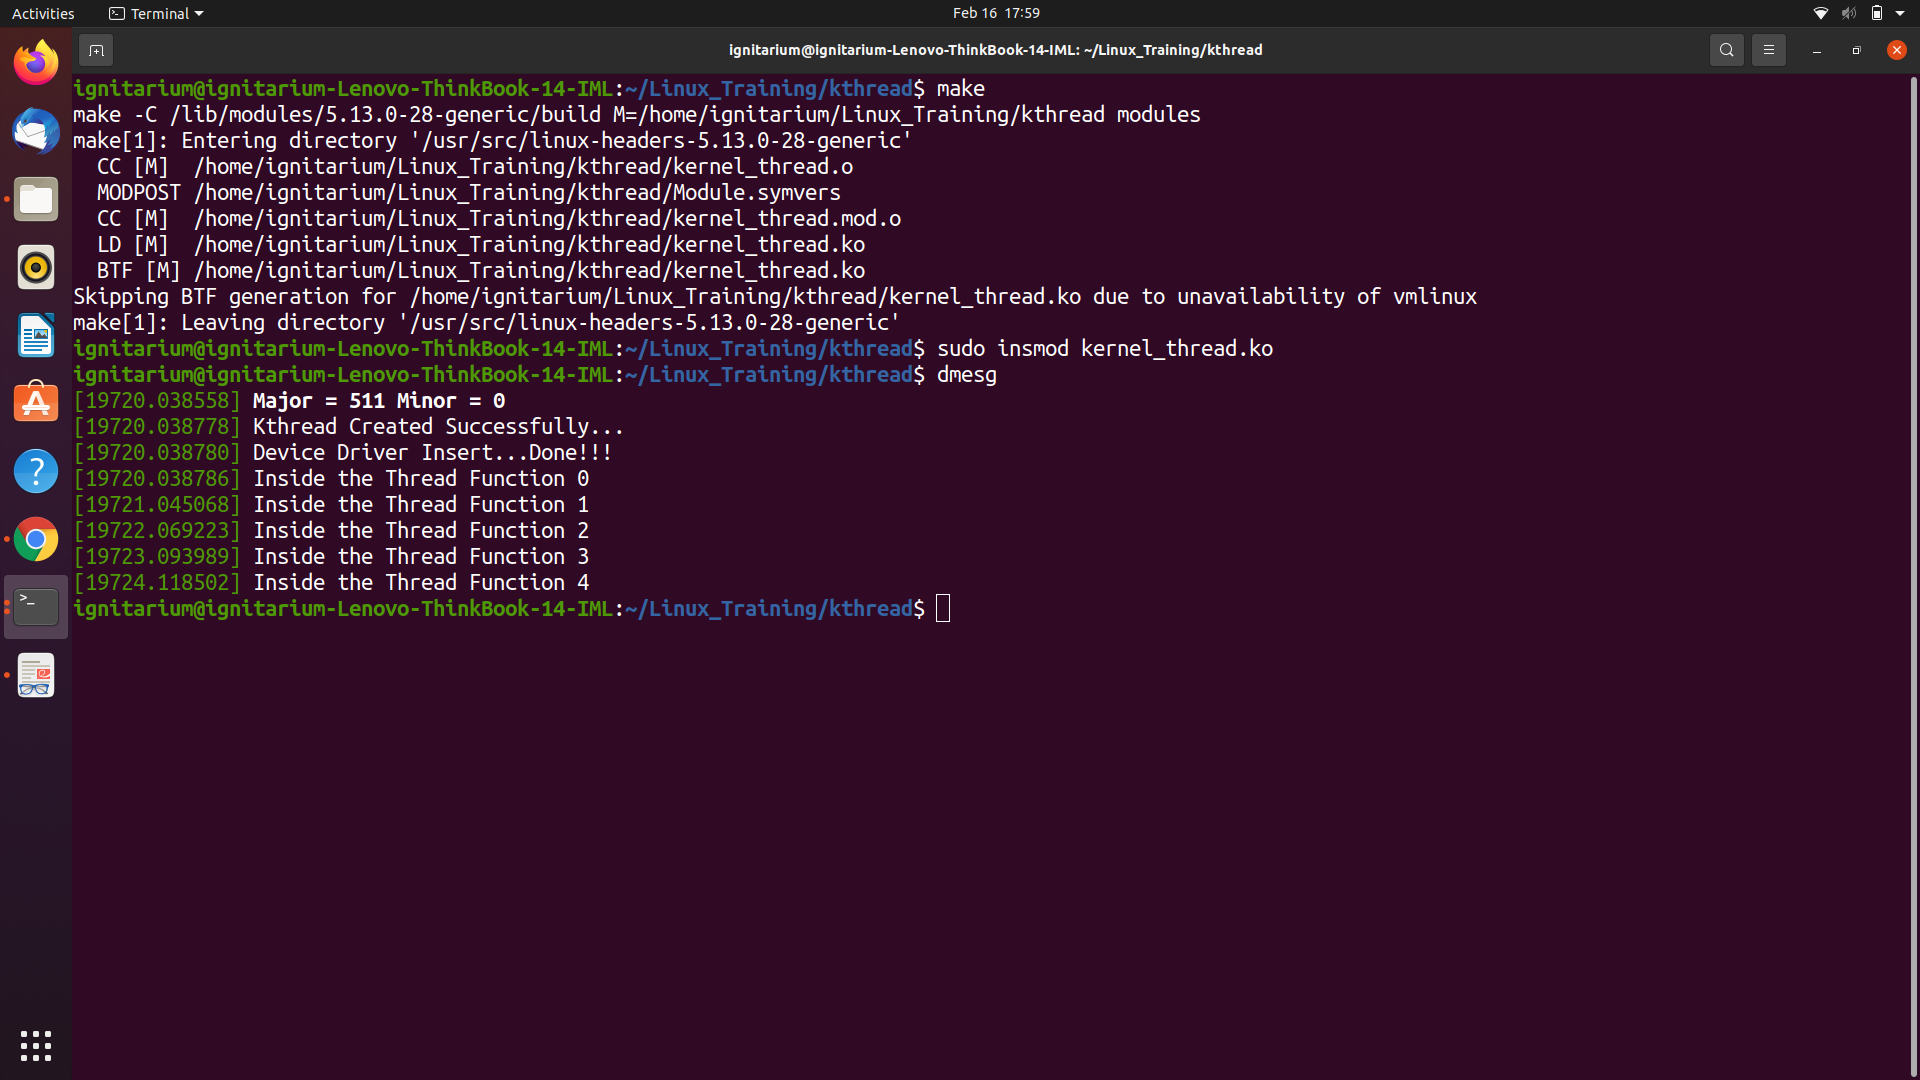 Activities Terminal Feb 16 17:59
ignitarium@ignitarium-Lenovo-ThinkBook-14-IML: ~/Linux_Training/kthread
ignitarium@ignitarium-Lenovo-ThinkBook-14-IML:~/Linux_Training/kthread$ make
make -C /lib/modules/5.13.0-28-generic/build M=/home/ignitarium/Linux_Training/kthread modules
make[1]: Entering directory '/usr/src/linux-headers-5.13.0-28-generic'
  CC [M]  /home/ignitarium/Linux_Training/kthread/kernel_thread.o
  MODPOST /home/ignitarium/Linux_Training/kthread/Module.symvers
  CC [M]  /home/ignitarium/Linux_Training/kthread/kernel_thread.mod.o
  LD [M]  /home/ignitarium/Linux_Training/kthread/kernel_thread.ko
  BTF [M] /home/ignitarium/Linux_Training/kthread/kernel_thread.ko
Skipping BTF generation for /home/ignitarium/Linux_Training/kthread/kernel_thread.ko due to unavailability of vmlinux
make[1]: Leaving directory '/usr/src/linux-headers-5.13.0-28-generic'
ignitarium@ignitarium-Lenovo-ThinkBook-14-IML:~/Linux_Training/kthread$ sudo insmod kernel_thread.ko
ignitarium@ignitarium-Lenovo-ThinkBook-14-IML:~/Linux_Training/kthread$ dmesg
[19720.038558] Major = 511 Minor = 0
[19720.038778] Kthread Created Successfully...
[19720.038780] Device Driver Insert...Done!!!
[19720.038786] Inside the Thread Function 0
[19721.045068] Inside the Thread Function 1
[19722.069223] Inside the Thread Function 2
[19723.093989] Inside the Thread Function 3
[19724.118502] Inside the Thread Function 4
ignitarium@ignitarium-Lenovo-ThinkBook-14-IML:~/Linux_Training/kthread$